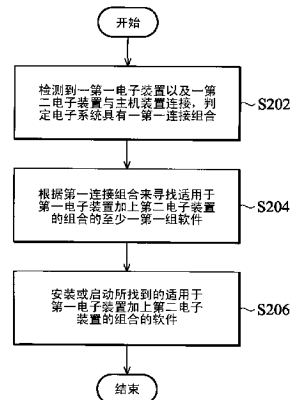 开始
检测到一第一电子装置以及一第
二电子装置与主机装置连接，判
定电子系统具有一第一连接组合
S202
根据第一连接组合来寻找适用于
第一电子装置加上第二电子装置
的组合的至少一第一组软件
S204
安装或启动所找到的适用于
第一电子装置加上第二电子
装置的组合的软件
S206
结束